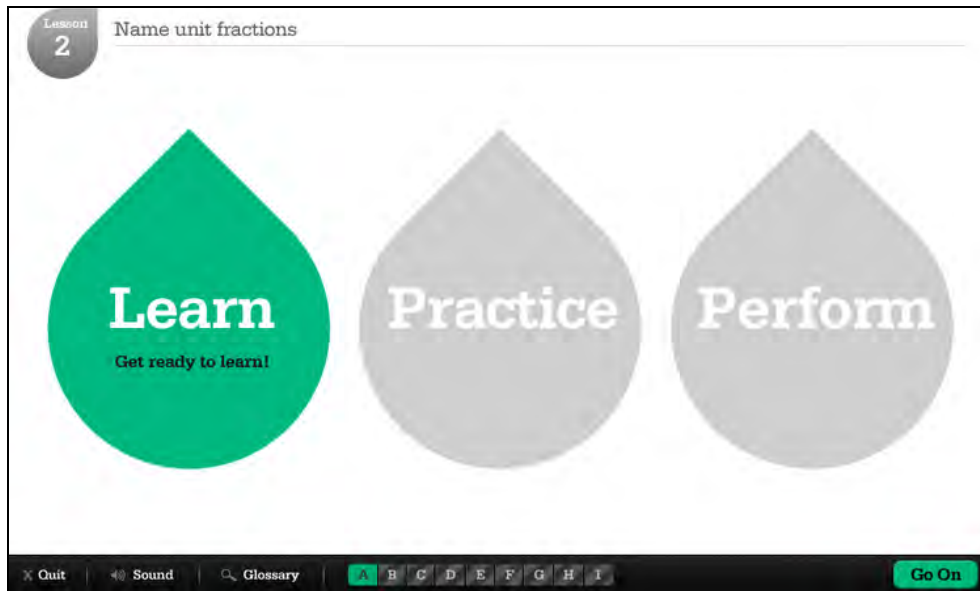 Lesson
2
Name unit fractions
Learn
Get ready to learn!
Practice
Perform
X Quit
Sound
Glossary
A B C D E F G H I
Go On